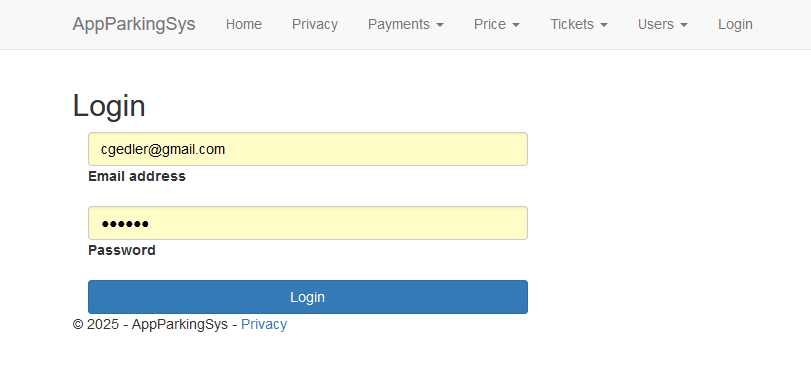 AppParkingSys Home Privacy Payments Price Tickets Users Login
Login
cgedler@gmail.com
Email address
••••••
Password
Login
© 2025 - AppParkingSys - Privacy